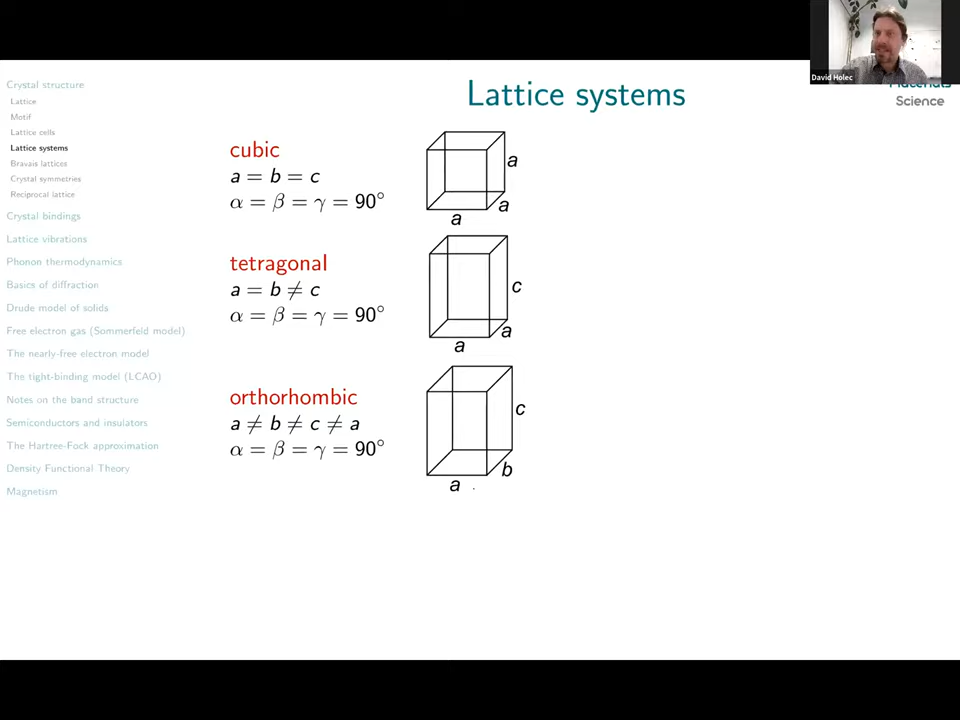 David Holec
Materials
Science
Lattice systems
Crystal structure
Lattice
Motif
Lattice cells
Lattice systems
Bravais lattices
Crystal symmetries
Reciprocal lattice
Crystal bindings
Lattice vibrations
Phonon thermodynamics
Basics of diffraction
Drude model of solids
Free electron gas (Sommerfeld model)
The nearly-free electron model
The tight-binding model (LCAO)
Notes on the band structure
Semiconductors and insulators
The Hartree-Fock approximation
Density Functional Theory
Magnetism
cubic
a = b = c
α = β = γ = 90°
a
a
a
tetragonal
a = b ≠ c
α = β = γ = 90°
c
a
a
orthorhombic
a ≠ b ≠ c ≠ a
α = β = γ = 90°
c
b
a